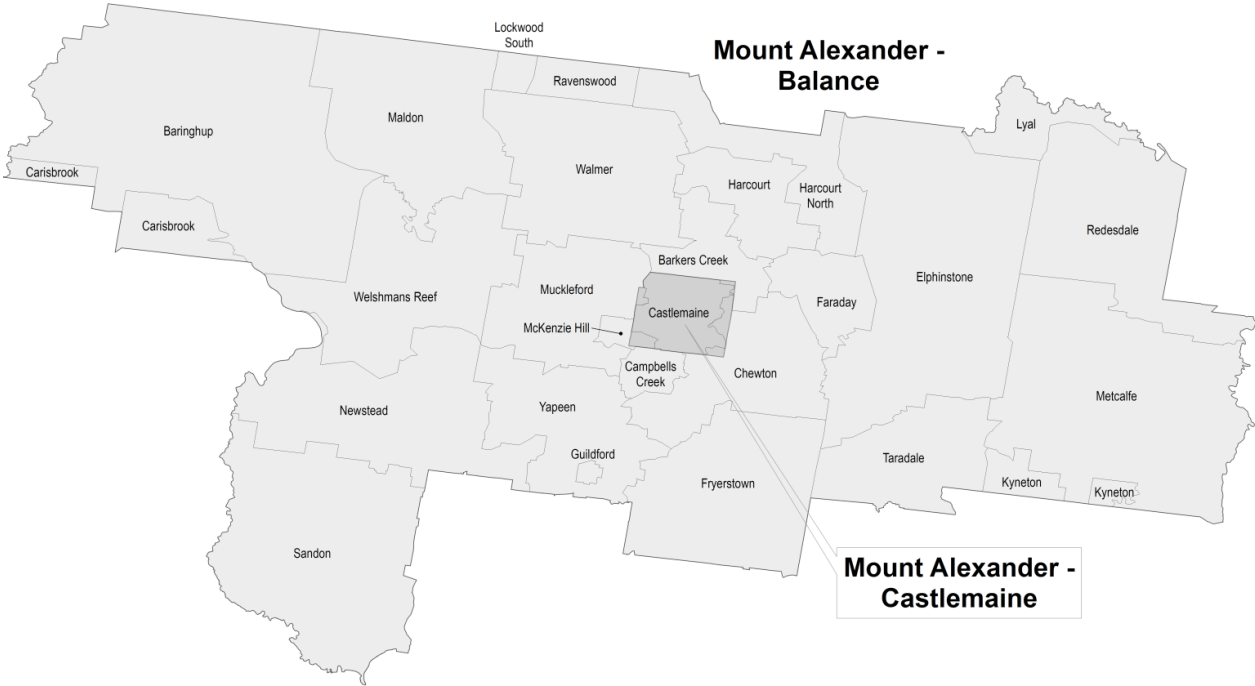 Lockwood
South
Mount Alexander -
Balance
Ravenswood
Maldon
Baringhup
Lyal
Walmer
Carisbrook
Harcourt
Harcourt
North
Carisbrook
Redesdale
Barkers Creek
Elphinstone
Muckleford
Welshmans Reef
Faraday
Castlemaine
McKenzie Hill
Campbells
Creek
Chewton
Metcalfe
Newstead
Yapeen
Guildford
Taradale
Fryerstown
Kyneton
Kyneton
Sandon
Mount Alexander -
Castlemaine